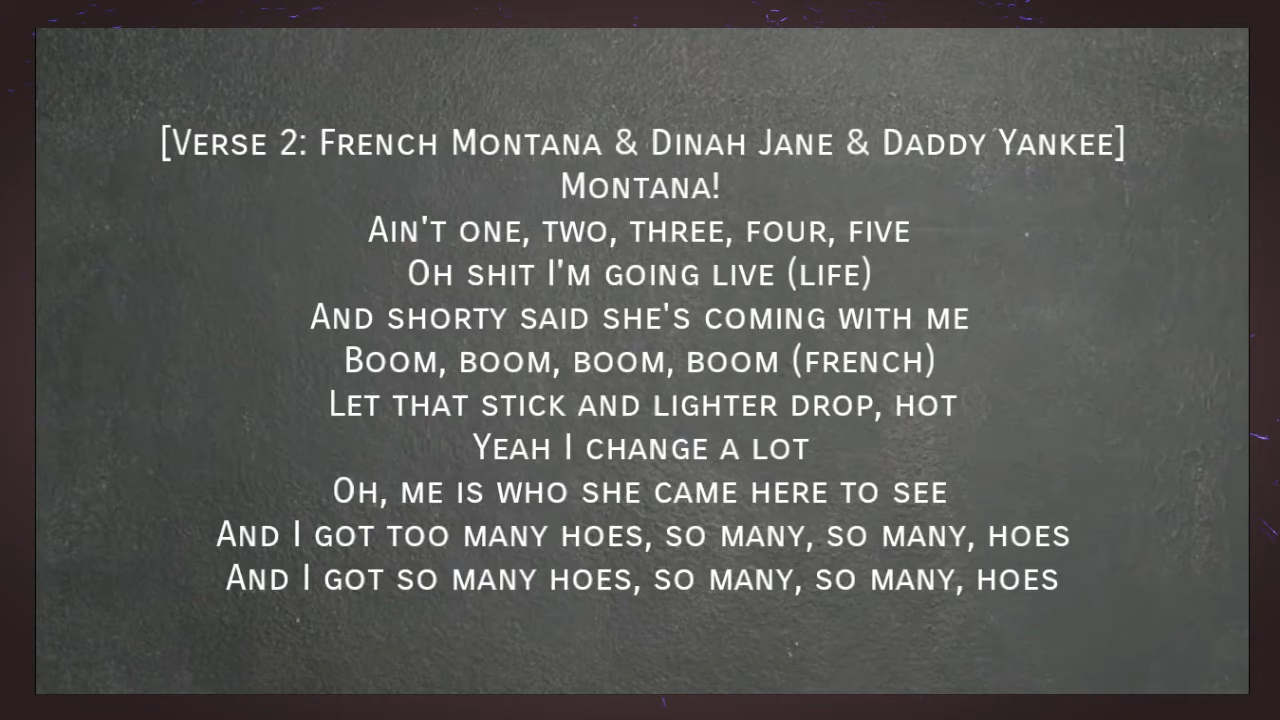 [Verse 2: French Montana & Dinah Jane & Daddy Yankee]
Montana!
Ain't one, two, three, four, five
Oh shit I'm going live (life)
And shorty said she's coming with me
Boom, boom, boom, boom (french)
Let that stick and lighter drop, hot
Yeah I change a lot
Oh, me is who she came here to see
And I got too many hoes, so many, so many, hoes
And I got so many hoes, so many, so many, hoes